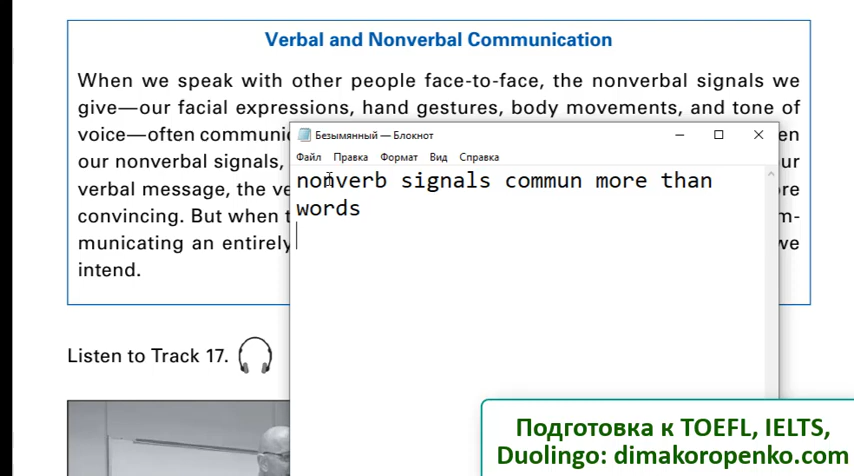 Verbal and Nonverbal Communication
When we speak with other people face-to-face, the nonverbal signals we
give—our facial expressions, hand gestures, body movements, and tone of
voice—often
our nonverbal signals,
verbal message, the
convincing. But when
municating an entirely
we
intend.
Безымянный — Блокнот
Файл Правка Формат Вид Справка
nonverb signals commun more than
words
Listen to Track 17.
Подготовка к TOEFL, IELTS,
Duolingo: dimakoropenko.com